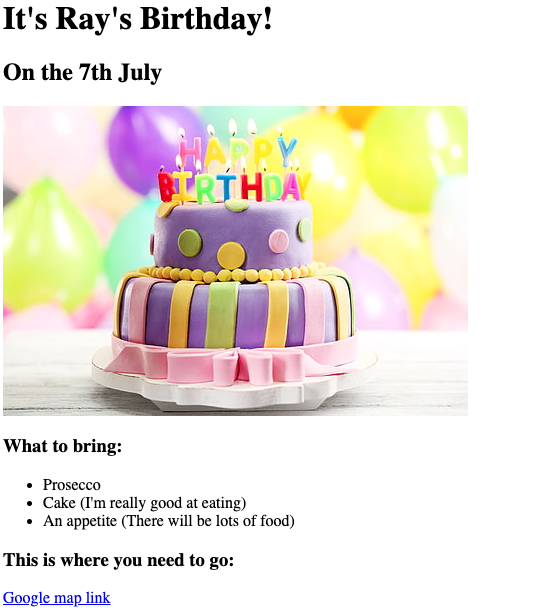 It's Ray's Birthday!
On the 7th July
HAPPY
BIRTHDAY
What to bring:
Prosecco
Cake (I'm really good at eating)
An appetite (There will be lots of food)
This is where you need to go:
Google map link